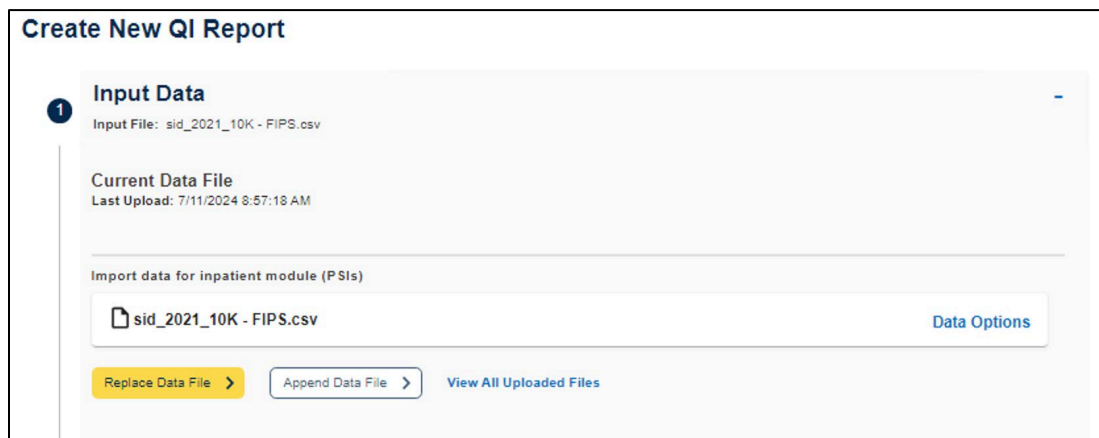 Create New QI Report
1
Input Data
-
Input File: sid_2021_10K - FIPS.csv
Current Data File
Last Upload: 7/11/2024 8:57:18 AM
Import data for inpatient module (PSIs)
sid_2021_10K - FIPS.csv
Data Options
Replace Data File
Append Data File
View All Uploaded Files